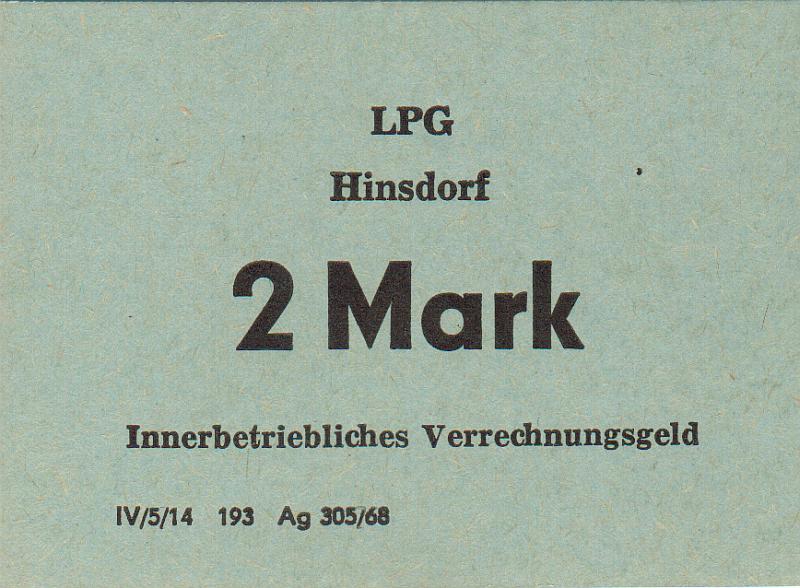 LPG
Hinsdorf
2 Mark
Innerbetriebliches Verrechnungsgeld
IV/5/14 193 Ag 305/68